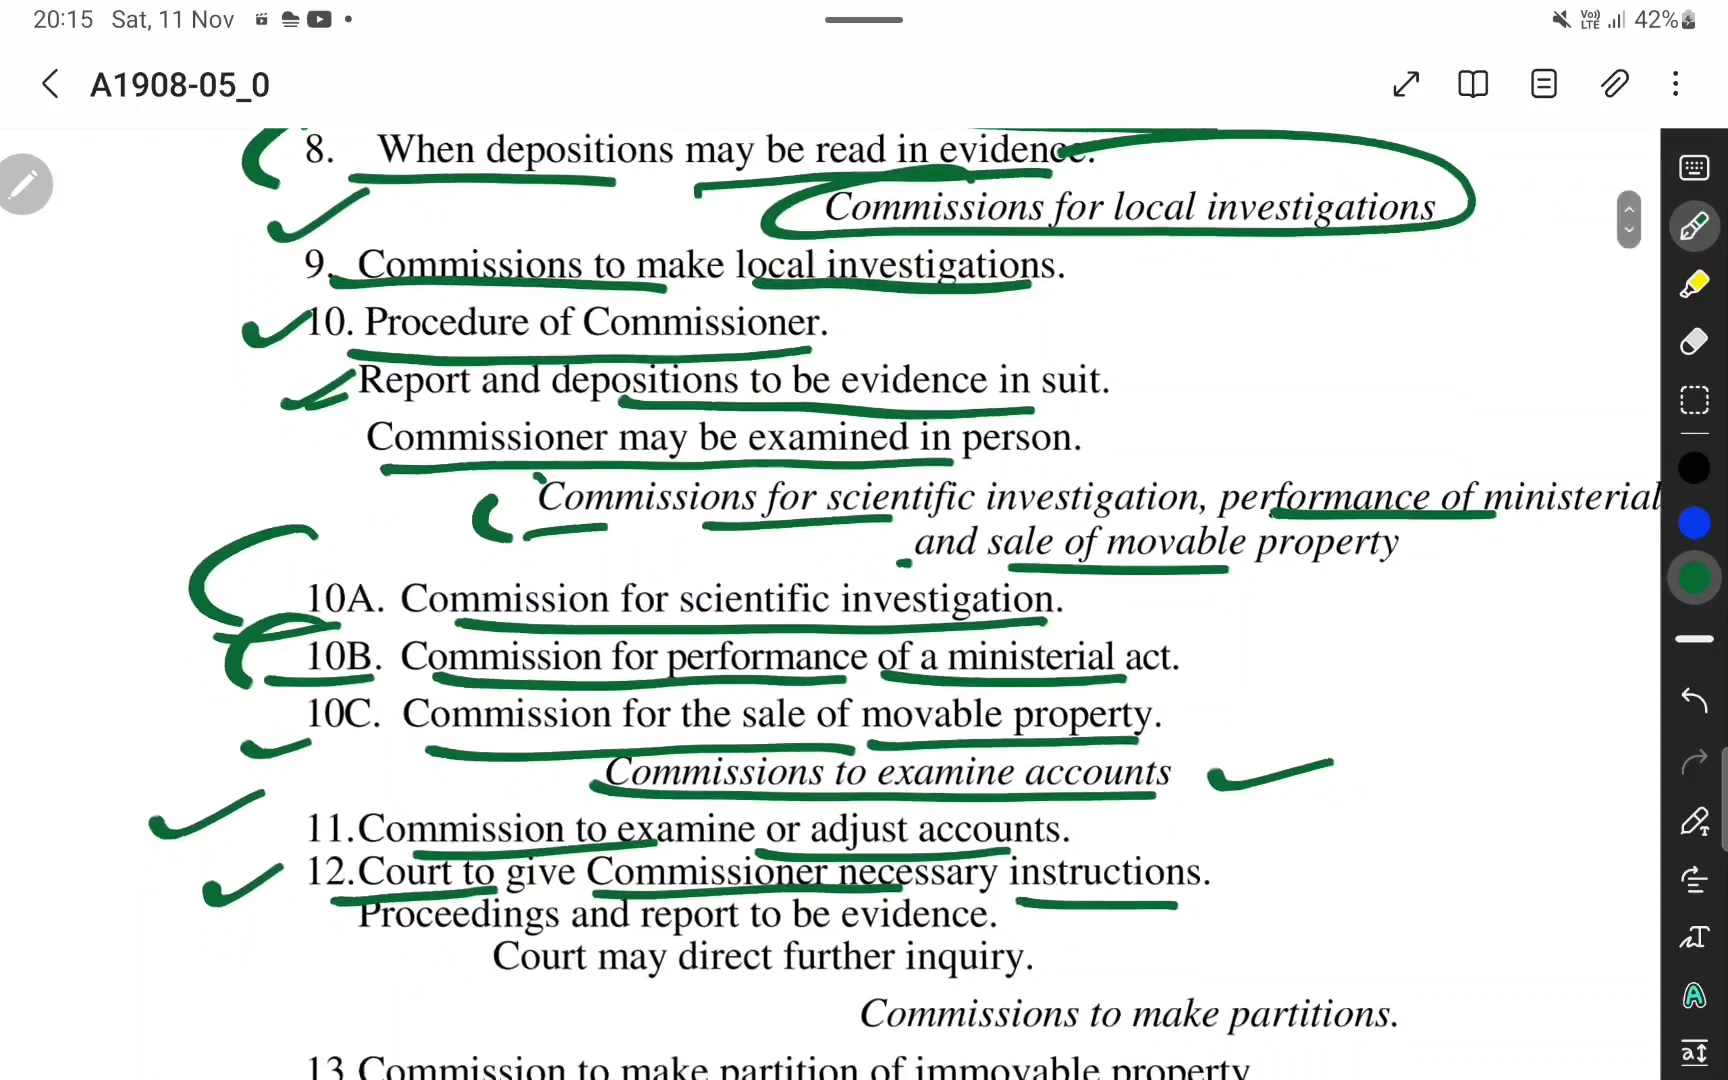 20:15 Sat, 11 Nov
Vo))
LTE
42%
A1908-05_0
8. When depositions may be read in evidence.
Commissions for local investigations
9. Commissions to make local investigations.
10. Procedure of Commissioner.
Report and depositions to be evidence in suit.
Commissioner may be examined in person.
Commissions for scientific investigation, performance of ministerial
and sale of movable property
10A. Commission for scientific investigation.
10B. Commission for performance of a ministerial act.
10C. Commission for the sale of movable property.
Commissions to examine accounts
11.Commission to examine or adjust accounts.
12.Court to give Commissioner necessary instructions.
Proceedings and report to be evidence.
Court may direct further inquiry.
Commissions to make partitions.
13.Commission to make partition of immovable property